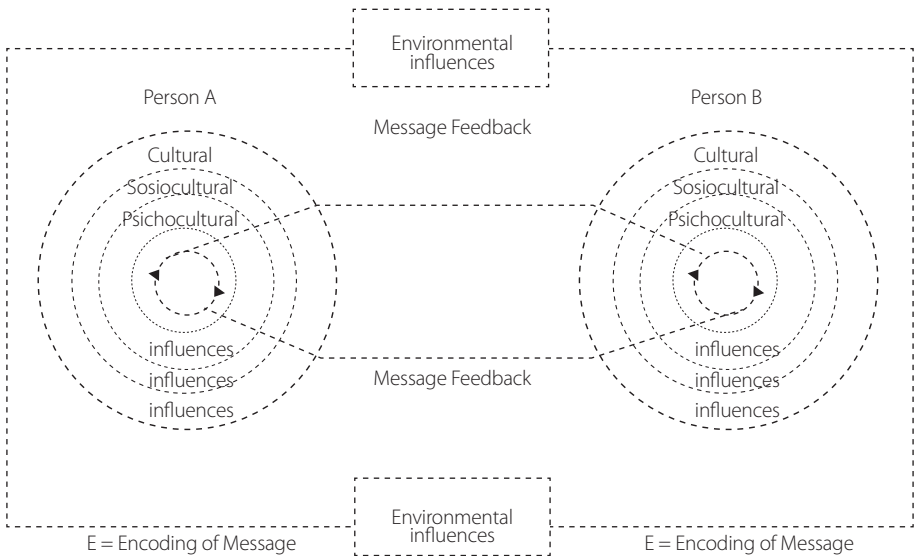 Environmental
influences
Person A
Person B
Message Feedback
Cultural
Cultural
Sosiocultural
Sosiocultural
Psichocultural
Psichocultural
influences
influences
Message Feedback
influences
influences
influences
influences
Environmental
influences
E = Encoding of Message
E = Encoding of Message